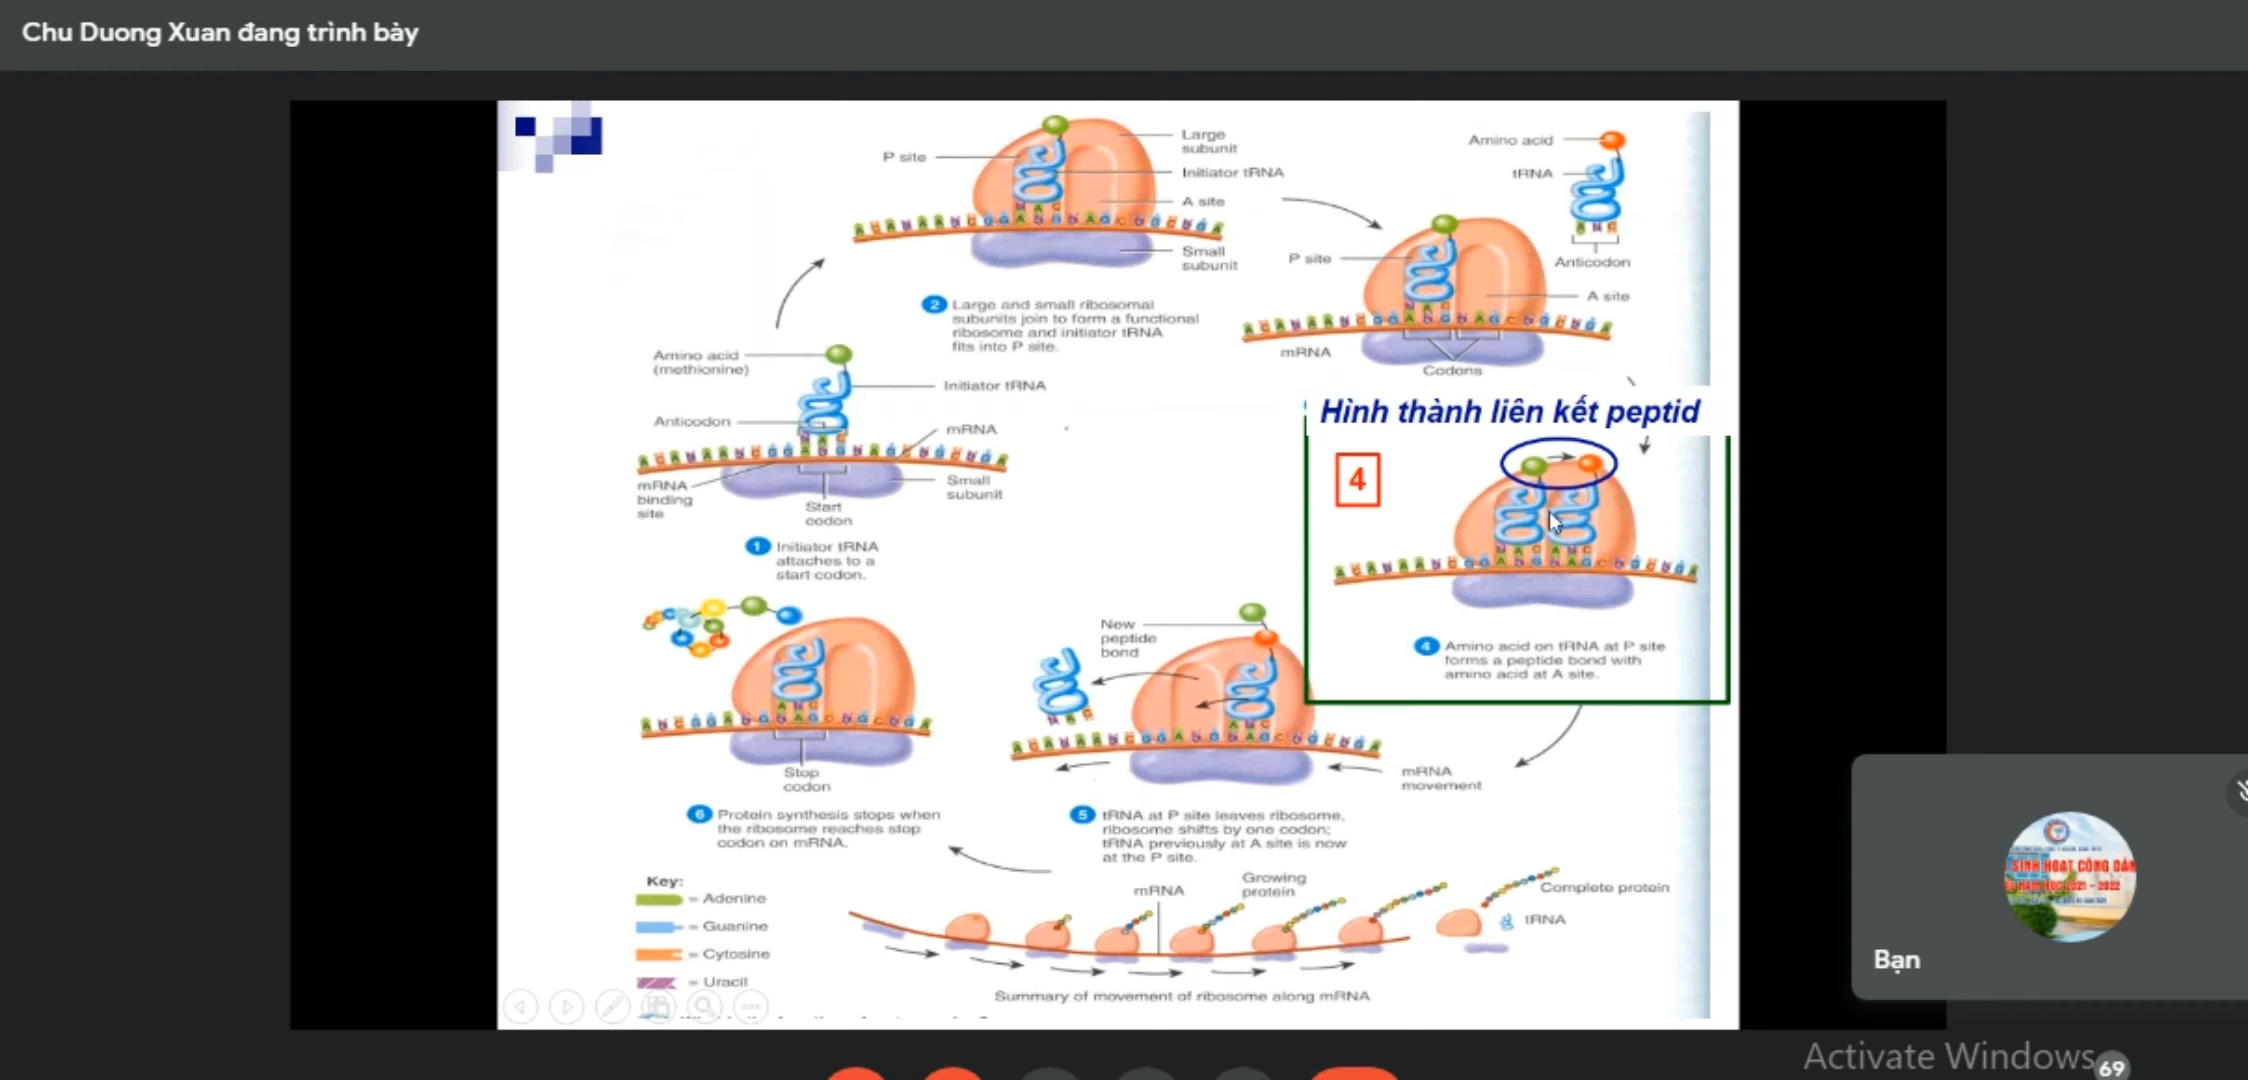 Chu Duong Xuan đang trình bày
P site
Large
subunit
Initiator tRNA
A site
Small
subunit
2 Large and small ribosomal
subunits join to form a functional
ribosome and initiator tRNA
fits into P site.
Amino acid
tRNA
Anticodon
P site
A site
mRNA
Codons
Amino acid
(methionine)
Initiator tRNA
Anticodon
mRNA
mRNA
binding
site
Small
subunit
Start
codon
1 Initiator tRNA
attaches to a
start codon.
Hình thành liên kết peptid
4
4 Amino acid on tRNA at P site
forms a peptide bond with
amino acid at A site.
New
peptide
bond
mRNA
movement
5 tRNA at P site leaves ribosome,
ribosome shifts by one codon;
tRNA previously at A site is now
at the P site.
Stop
codon
6 Protein synthesis stops when
the ribosome reaches stop
codon on mRNA.
Key:
= Adenine
= Guanine
= Cytosine
= Uracil
mRNA
Growing
protein
Complete protein
tRNA
Summary of movement of ribosome along mRNA
SINH HOẠT CÔNG DÂN
2021 - 2022
Bạn
Activate Windows
69